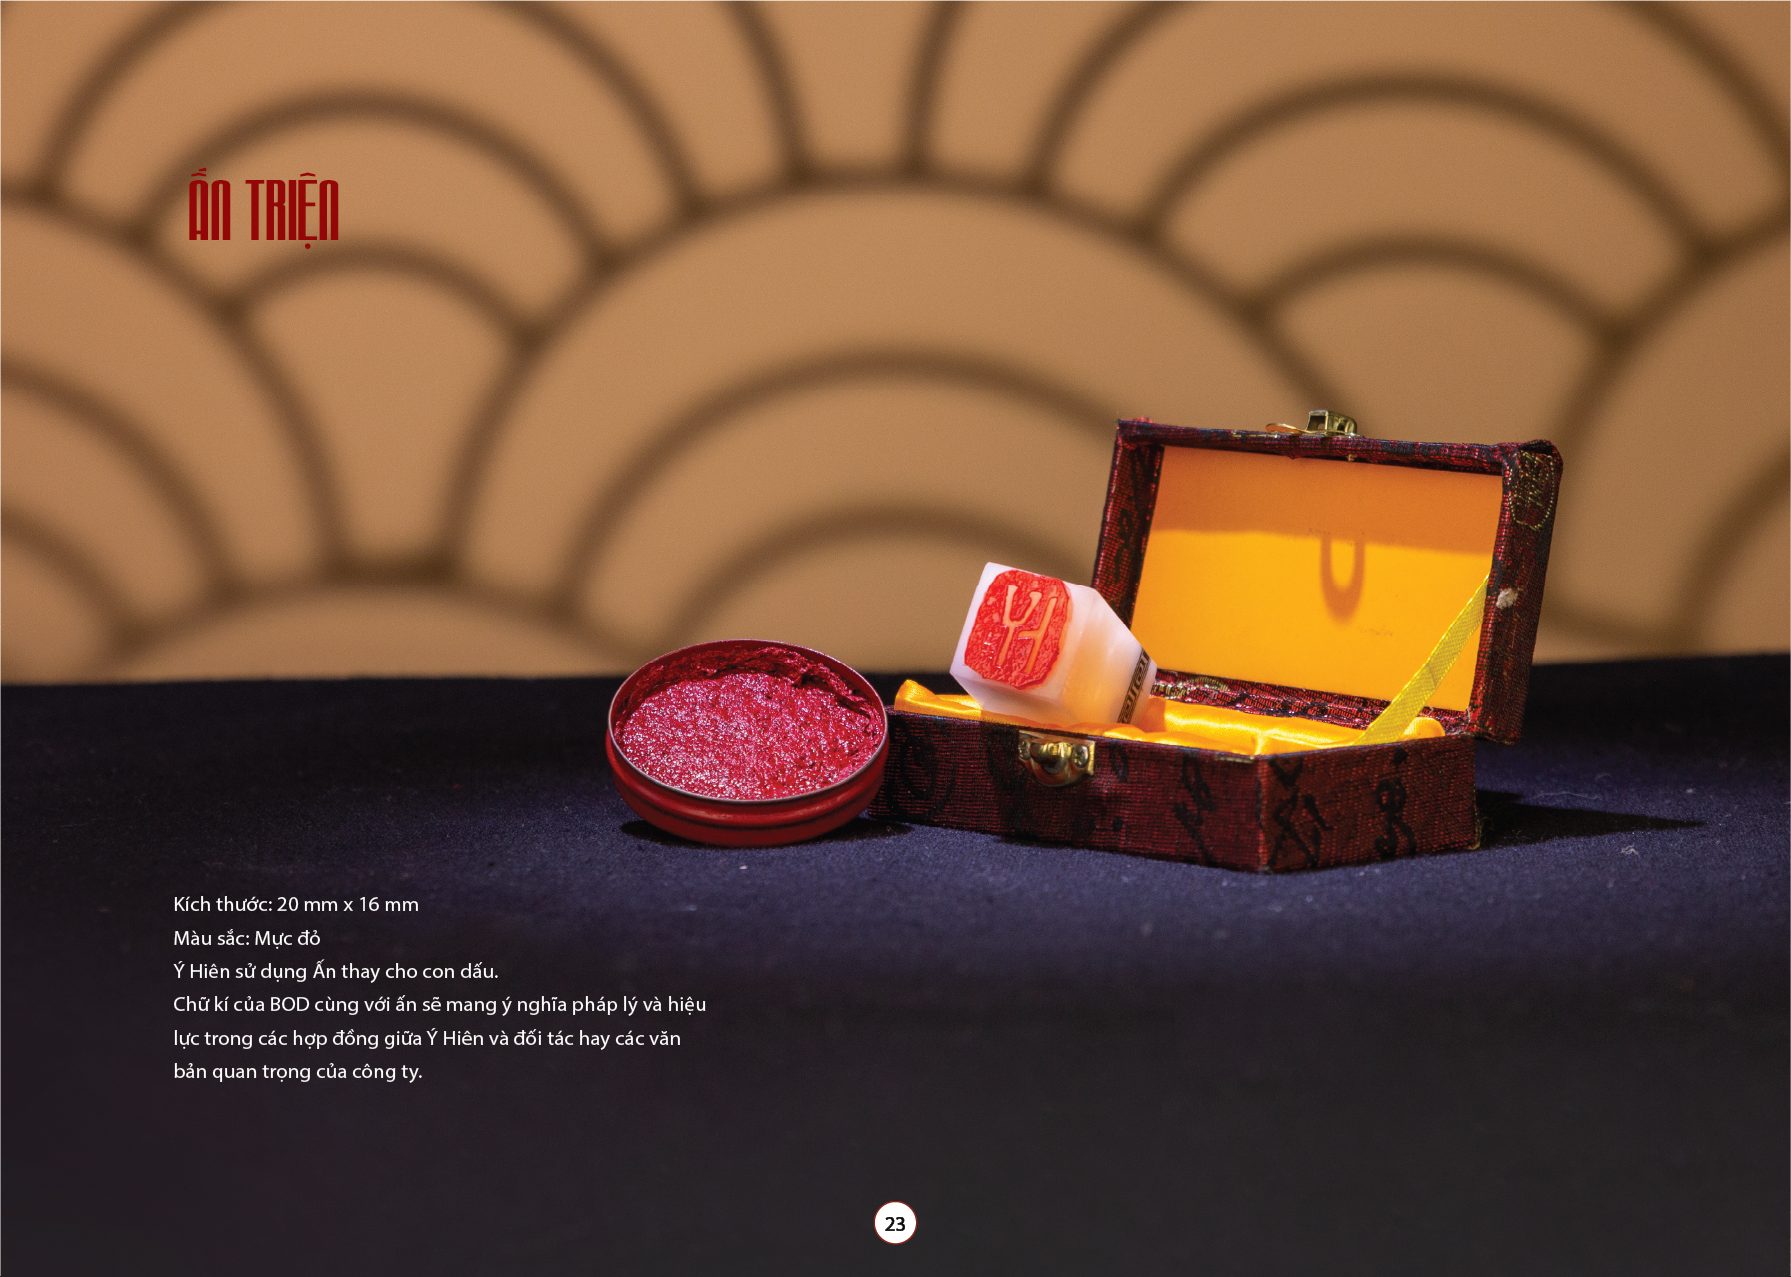 ẤN TRIỆN
YH
Kích thước: 20 mm x 16 mm
Màu sắc: Mực đỏ
Ý Hiên sử dụng Ấn thay cho con dấu.
Chữ kí của BOD cùng với ấn sẽ mang ý nghĩa pháp lý và hiệu
lực trong các hợp đồng giữa Ý Hiên và đối tác hay các văn
bản quan trọng của công ty.
23